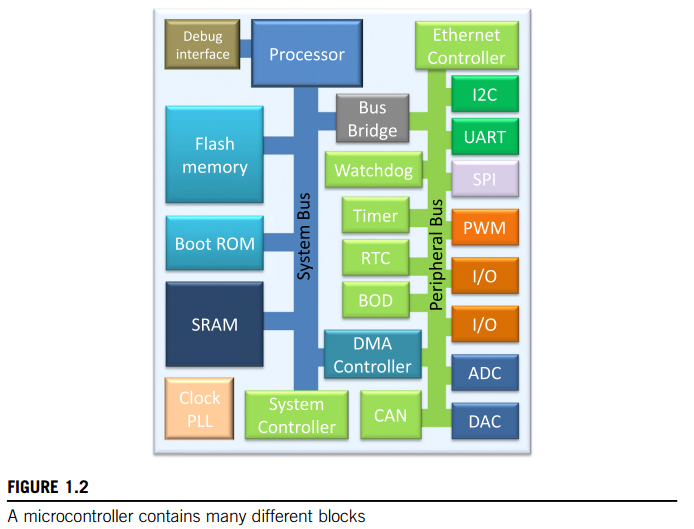 Debug
interface
Processor
Ethernet
Controller
I2C
Bus
Bridge
UART
Flash
memory
Watchdog
SPI
Timer
PWM
System Bus
Peripheral Bus
Boot ROM
RTC
I/O
BOD
SRAM
I/O
DMA
Controller
ADC
Clock
PLL
System
Controller
CAN
DAC
FIGURE 1.2
A microcontroller contains many different blocks